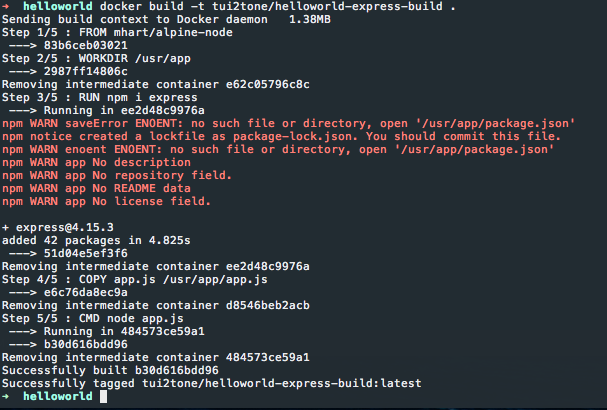 ➜  helloworld docker build -t tui2tone/helloworld-express-build .
Sending build context to Docker daemon   1.38MB
Step 1/5 : FROM mhart/alpine-node
 ---> 83b6ceb03021
Step 2/5 : WORKDIR /usr/app
 ---> 2987ff14806c
Removing intermediate container e62c05796c8c
Step 3/5 : RUN npm i express
 ---> Running in ee2d48c9976a
npm WARN saveError ENOENT: no such file or directory, open '/usr/app/package.json'
npm notice created a lockfile as package-lock.json. You should commit this file.
npm WARN enoent ENOENT: no such file or directory, open '/usr/app/package.json'
npm WARN app No description
npm WARN app No repository field.
npm WARN app No README data
npm WARN app No license field.
+ express@4.15.3
added 42 packages in 4.825s
 ---> 51d04e5ef3f6
Removing intermediate container ee2d48c9976a
Step 4/5 : COPY app.js /usr/app/app.js
 ---> e6c76da8ec9a
Removing intermediate container d8546beb2acb
Step 5/5 : CMD node app.js
 ---> Running in 484573ce59a1
 ---> b30d616bdd96
Removing intermediate container 484573ce59a1
Successfully built b30d616bdd96
Successfully tagged tui2tone/helloworld-express-build:latest
➜  helloworld